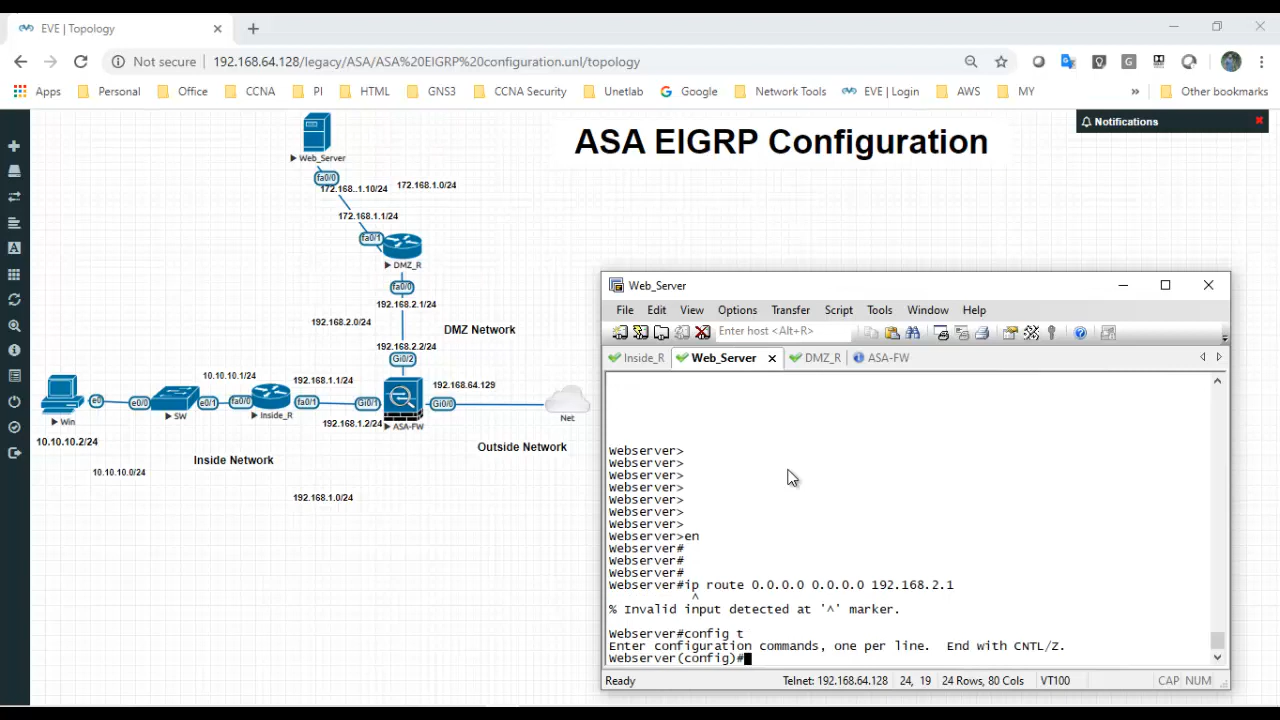 EVE | Topology
Not secure
192.168.64.128/legacy/ASA/ASA%20EIGRP%20configuration.unl/topology
Apps
Personal
Office
CCNA
PI
HTML
GNS3
CCNA Security
Unetlab
Google
Network Tools
EVE | Login
AWS
MY
»
Other bookmarks
Notifications
ASA EIGRP Configuration
Web_Server
fa0/0
172.168..1.10/24
172.168.1.0/24
172.168.1.1/24
fa0/1
DMZ_R
fa0/0
192.168.2.1/24
192.168.2.0/24
DMZ Network
192.168.2.2/24
Gi0/2
10.10.10.1/24
192.168.1.1/24
192.168.64.129
e0
e0/0
e0/1
fa0/0
fa0/1
Gi0/1
Gi0/0
Win
SW
Inside_R
192.168.1.2/24
ASA-FW
Net
10.10.10.2/24
Inside Network
Outside Network
10.10.10.0/24
192.168.1.0/24
Web_Server
File Edit View Options Transfer Script Tools Window Help
Enter host <Alt+R>
Inside_R
Web_Server
DMZ_R
ASA-FW
Webserver>
Webserver>
Webserver>
Webserver>
Webserver>
Webserver>
Webserver>
Webserver>en
Webserver#
Webserver#
Webserver#
Webserver#ip route 0.0.0.0 0.0.0.0 192.168.2.1
^
% Invalid input detected at '^' marker.
Webserver#config t
Enter configuration commands, one per line. End with CNTL/Z.
Webserver(config)#
Ready
Telnet: 192.168.64.128
24, 19
24 Rows, 80 Cols
VT100
CAP NUM